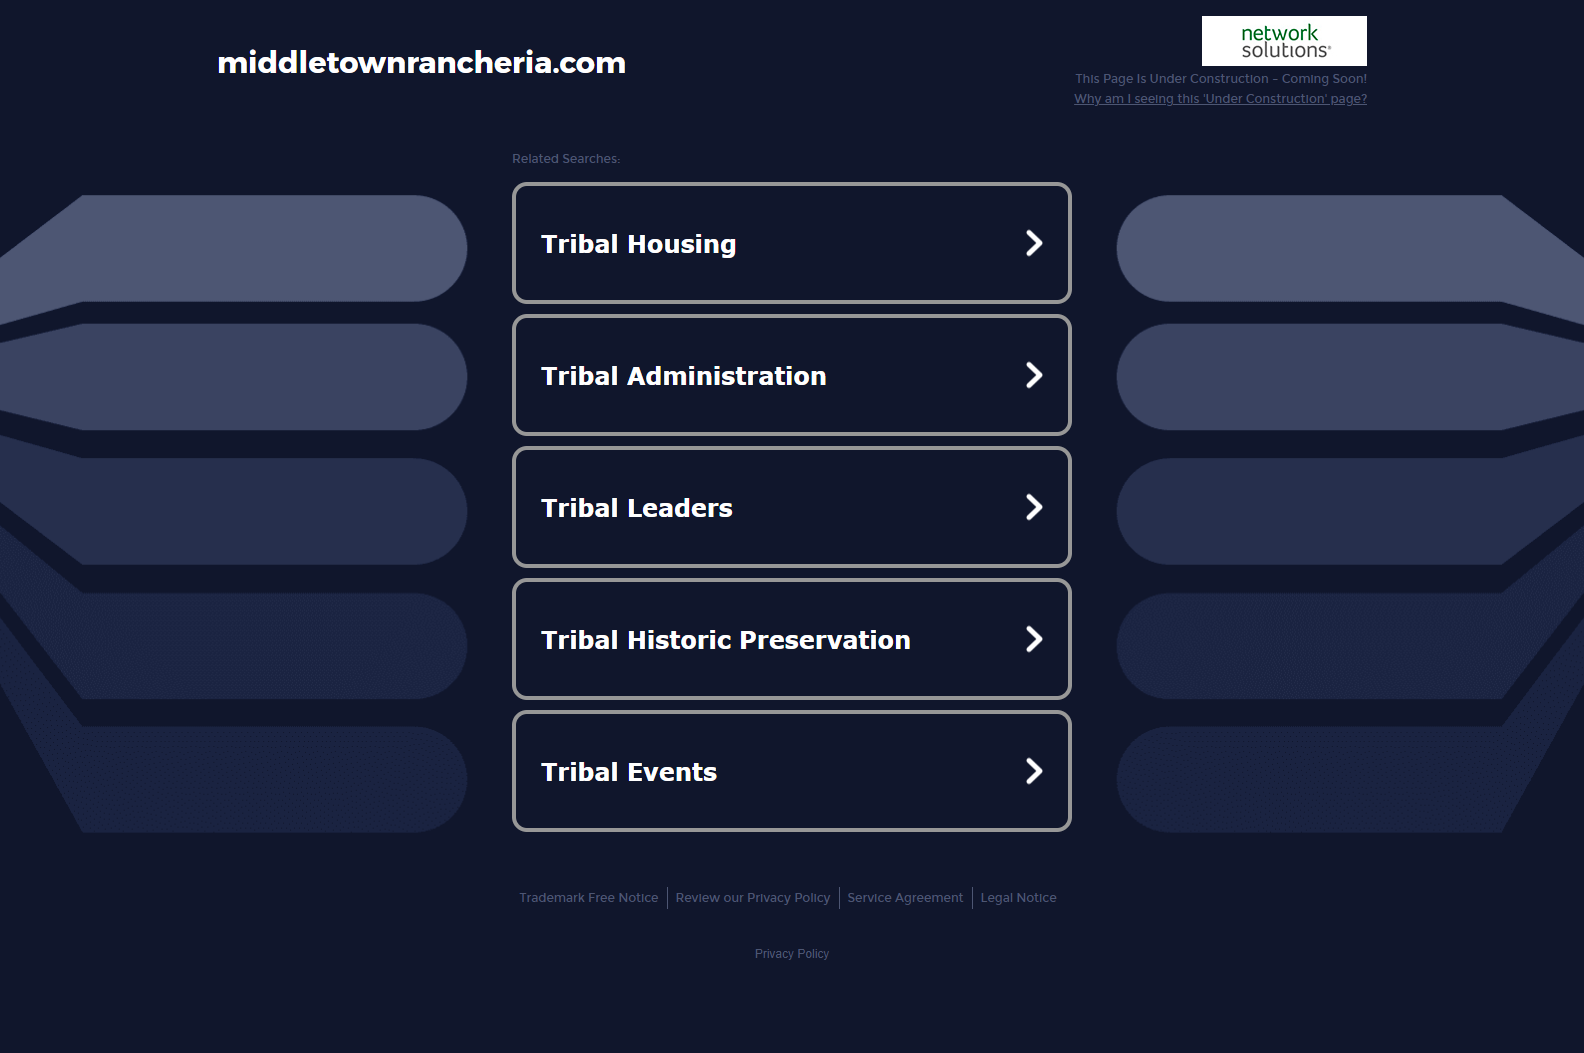 middletownrancheria.com
network
solutions®
This Page Is Under Construction - Coming Soon!
Why am I seeing this 'Under Construction' page?
Related Searches:
Tribal Housing
Tribal Administration
Tribal Leaders
Tribal Historic Preservation
Tribal Events
Trademark Free Notice
Review our Privacy Policy
Service Agreement
Legal Notice
Privacy Policy